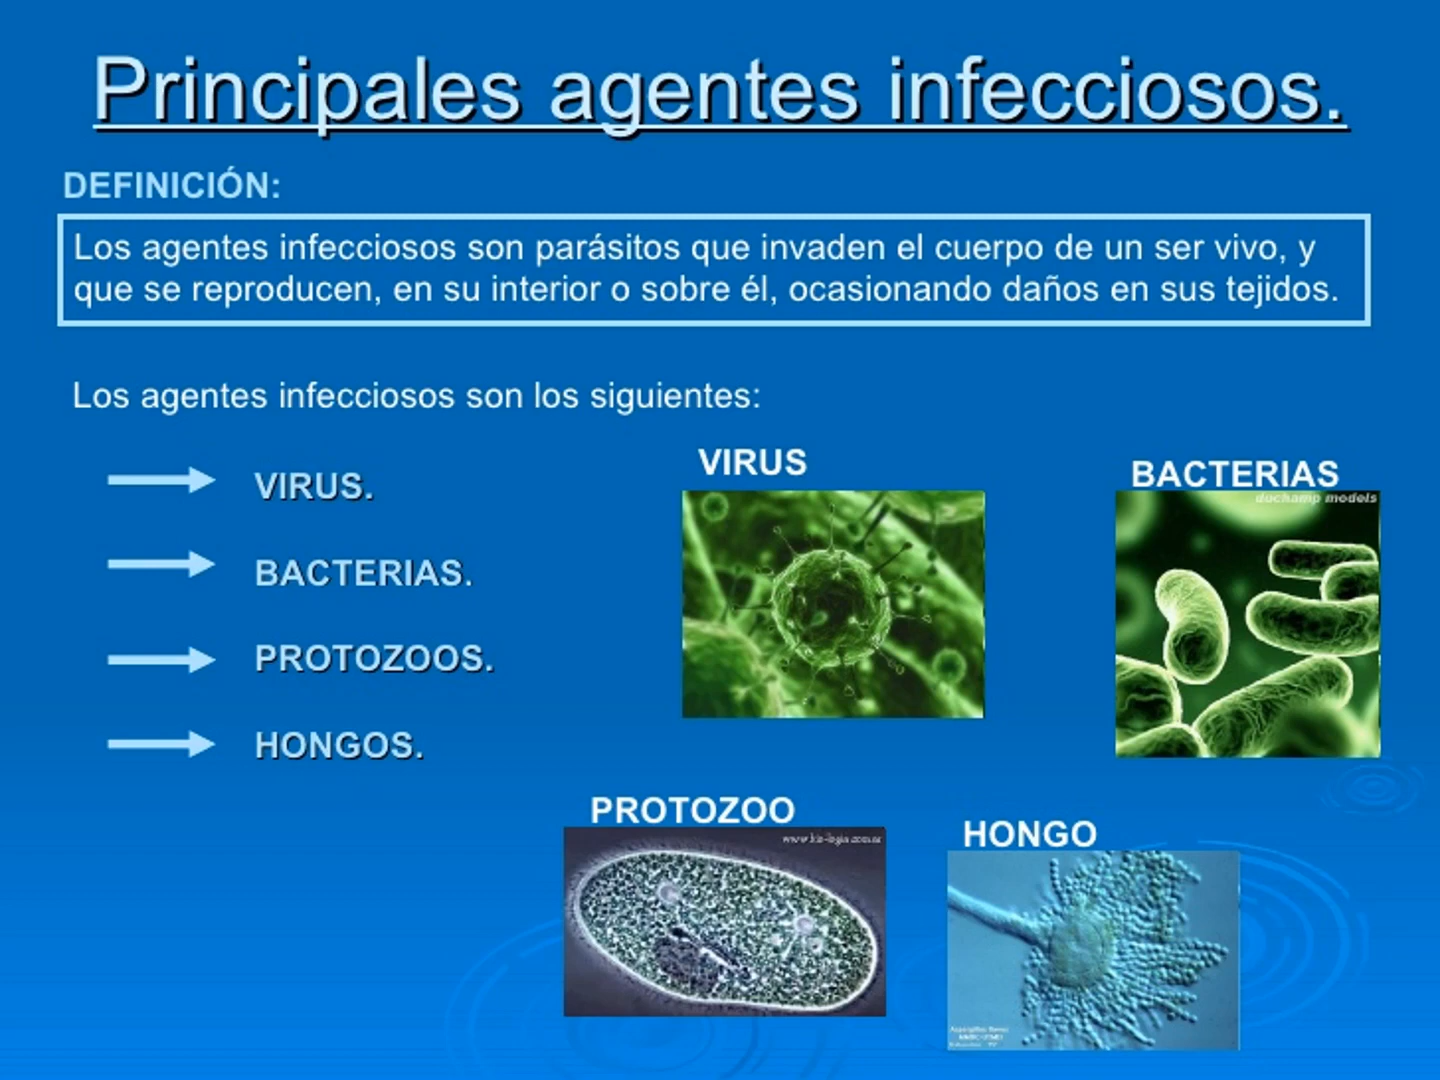 Principales agentes infecciosos.
DEFINICIÓN:
Los agentes infecciosos son parásitos que invaden el cuerpo de un ser vivo, y
que se reproducen, en su interior o sobre él, ocasionando daños en sus tejidos.
Los agentes infecciosos son los siguientes:
VIRUS.
BACTERIAS.
PROTOZOOS.
HONGOS.
VIRUS
BACTERIAS
duchamp models
PROTOZOO
HONGO